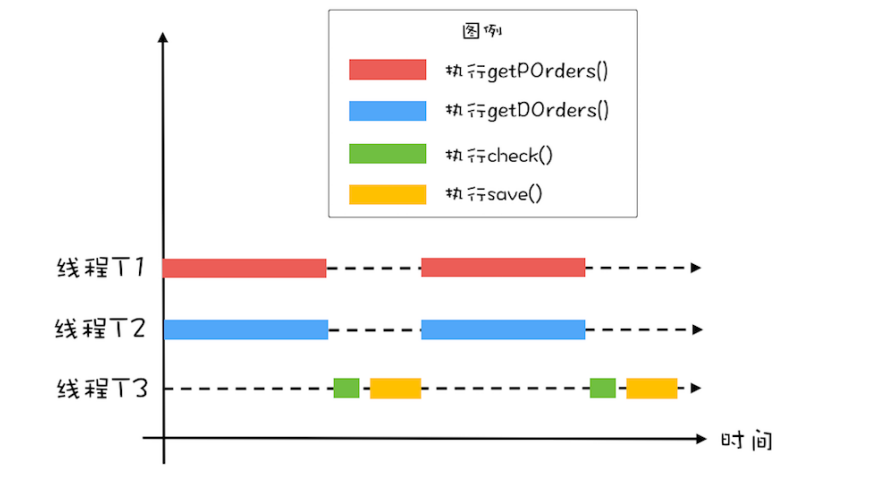 图例
执行getPOrders()
执行getDOrders()
执行check()
执行save()
线程T1
线程T2
线程T3
时间